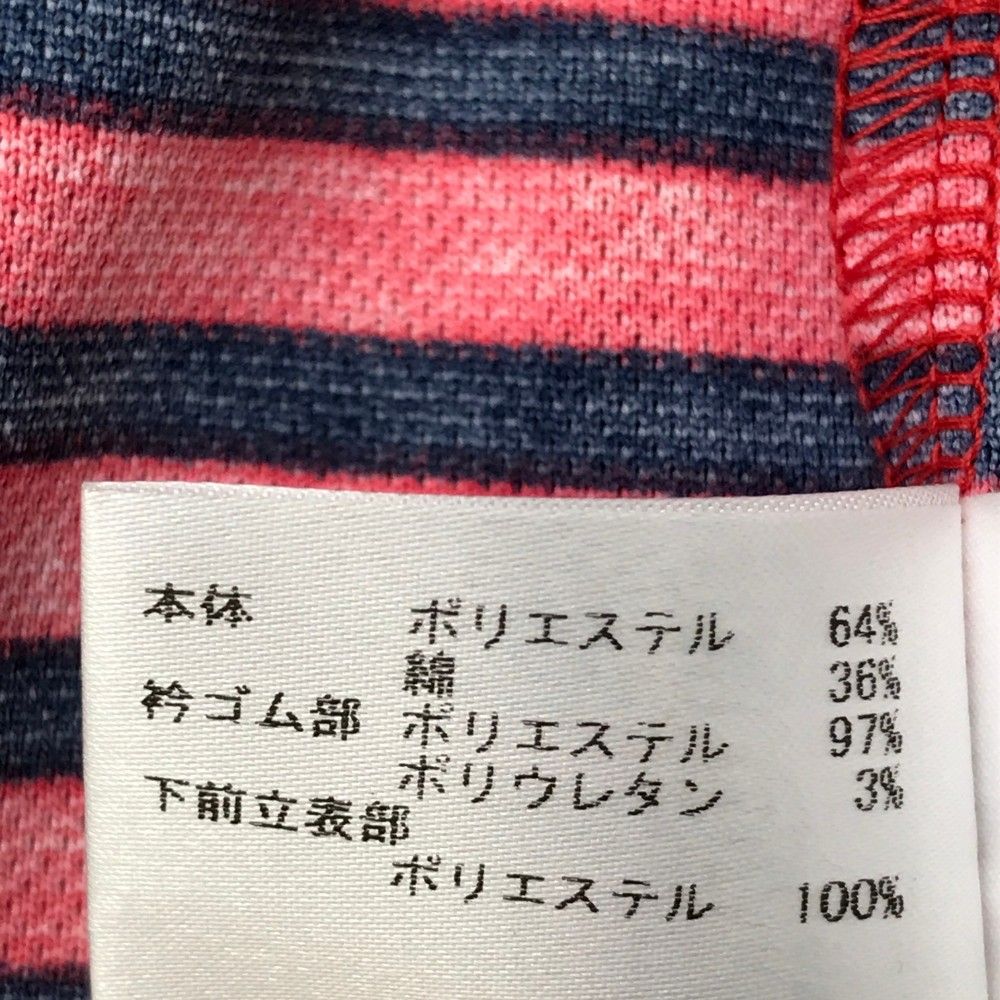 本体 ポリエステル 64%
綿 36%
衿ゴム部 ポリエステル 97%
ポリウレタン 3%
下前立表部
ポリエステル 100%